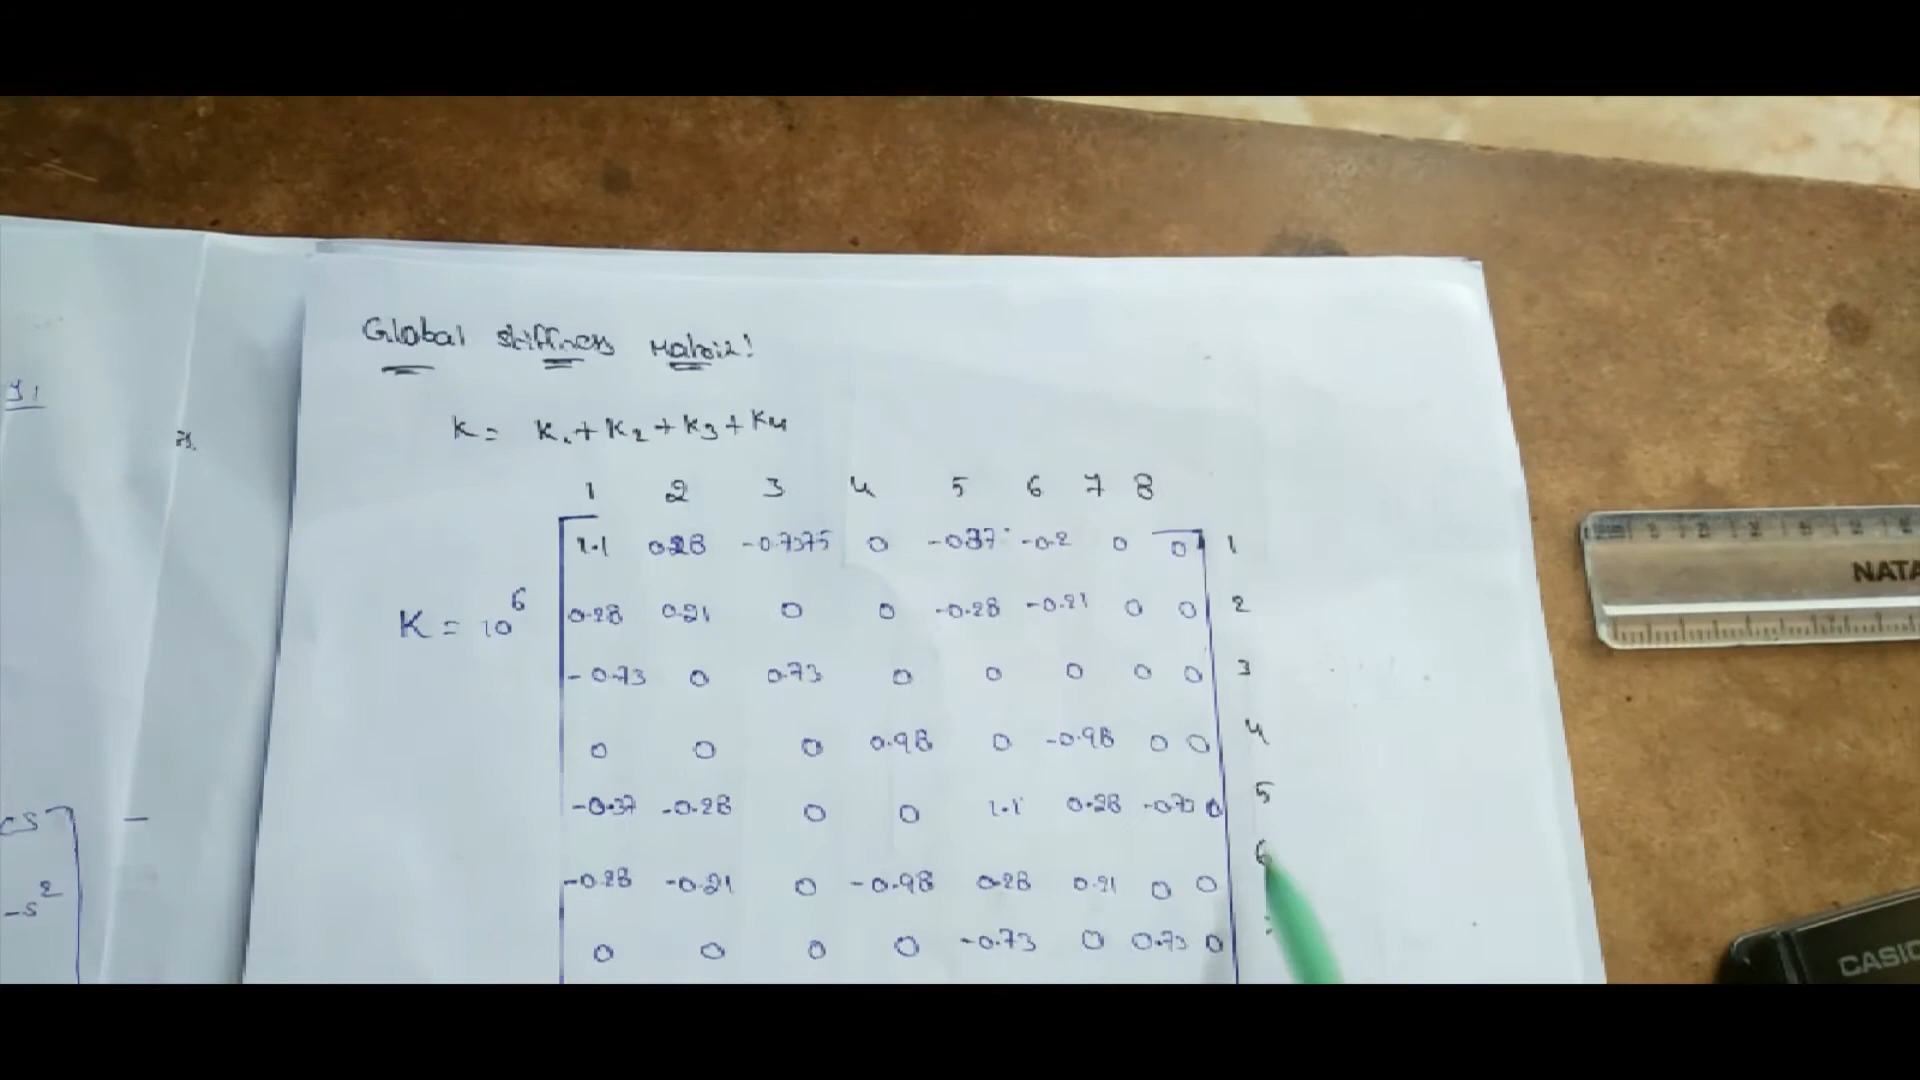 Global stiffness Matrix!
K = K1 + K2 + K3 + K4
1 2 3 4 5 6 7 8
1.1 0.28 -0.7375 0 -0.37 -0.2 0 0 1
K = 10^6
0.28 0.21 0 0 -0.28 -0.21 0 0 2
-0.73 0 0.73 0 0 0 0 0 3
0 0 0 0.98 0 -0.98 0 0 4
-0.37 -0.28 0 0 1.1 0.28 -0.73 0 5
-0.28 -0.21 0 -0.98 0.28 0.21 0 0 6
0 0 0 0 -0.73 0 0.73 0
cs
-s²
NATA
CASIO